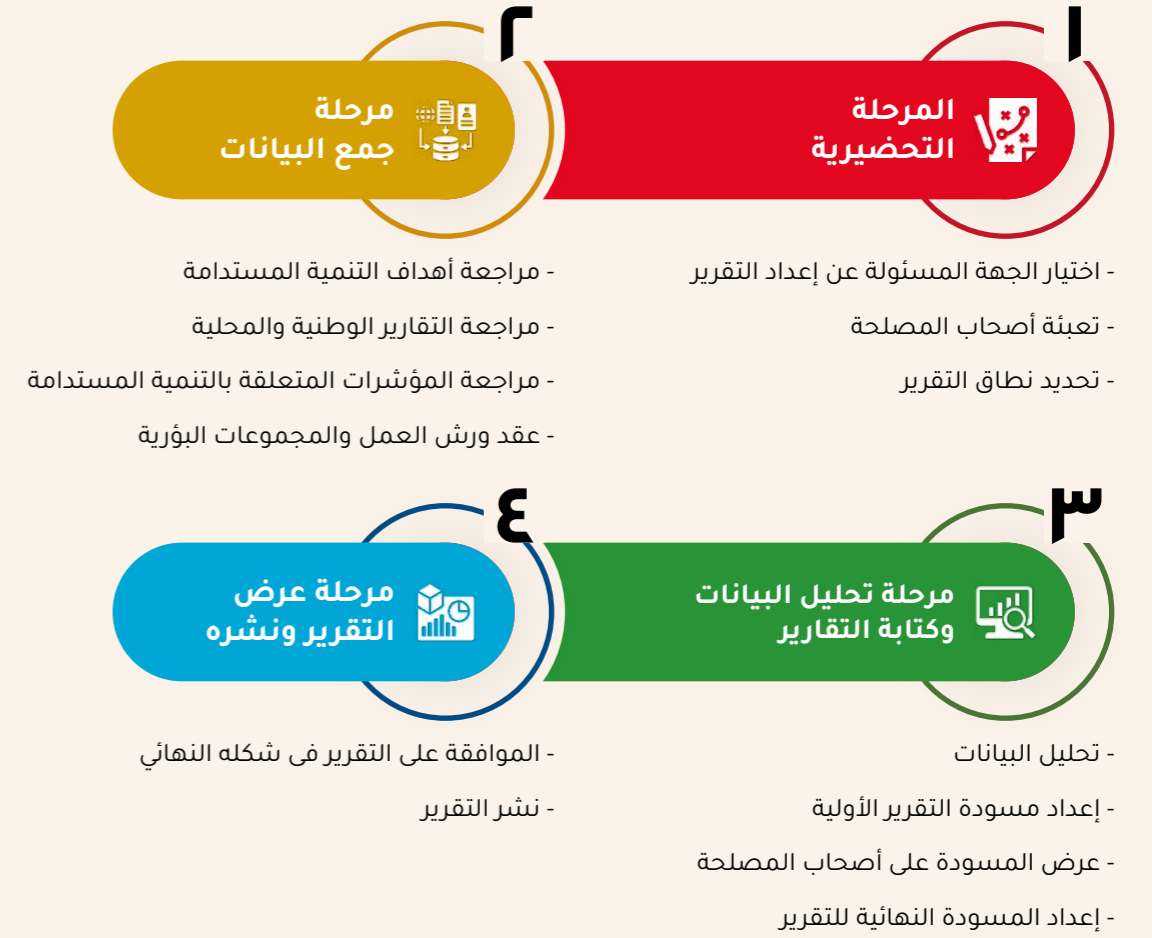 ١
المرحلة
التحضيرية
- اختيار الجهة المسئولة عن إعداد التقرير
- تعبئة أصحاب المصلحة
- تحديد نطاق التقرير
٢
مرحلة
جمع البيانات
- مراجعة أهداف التنمية المستدامة
- مراجعة التقارير الوطنية والمحلية
- مراجعة المؤشرات المتعلقة بالتنمية المستدامة
- عقد ورش العمل والمجموعات البؤرية
٣
مرحلة تحليل البيانات
وكتابة التقارير
- تحليل البيانات
- إعداد مسودة التقرير الأولية
- عرض المسودة على أصحاب المصلحة
- إعداد المسودة النهائية للتقرير
٤
مرحلة عرض
التقرير ونشره
- الموافقة على التقرير فى شكله النهائي
- نشر التقرير